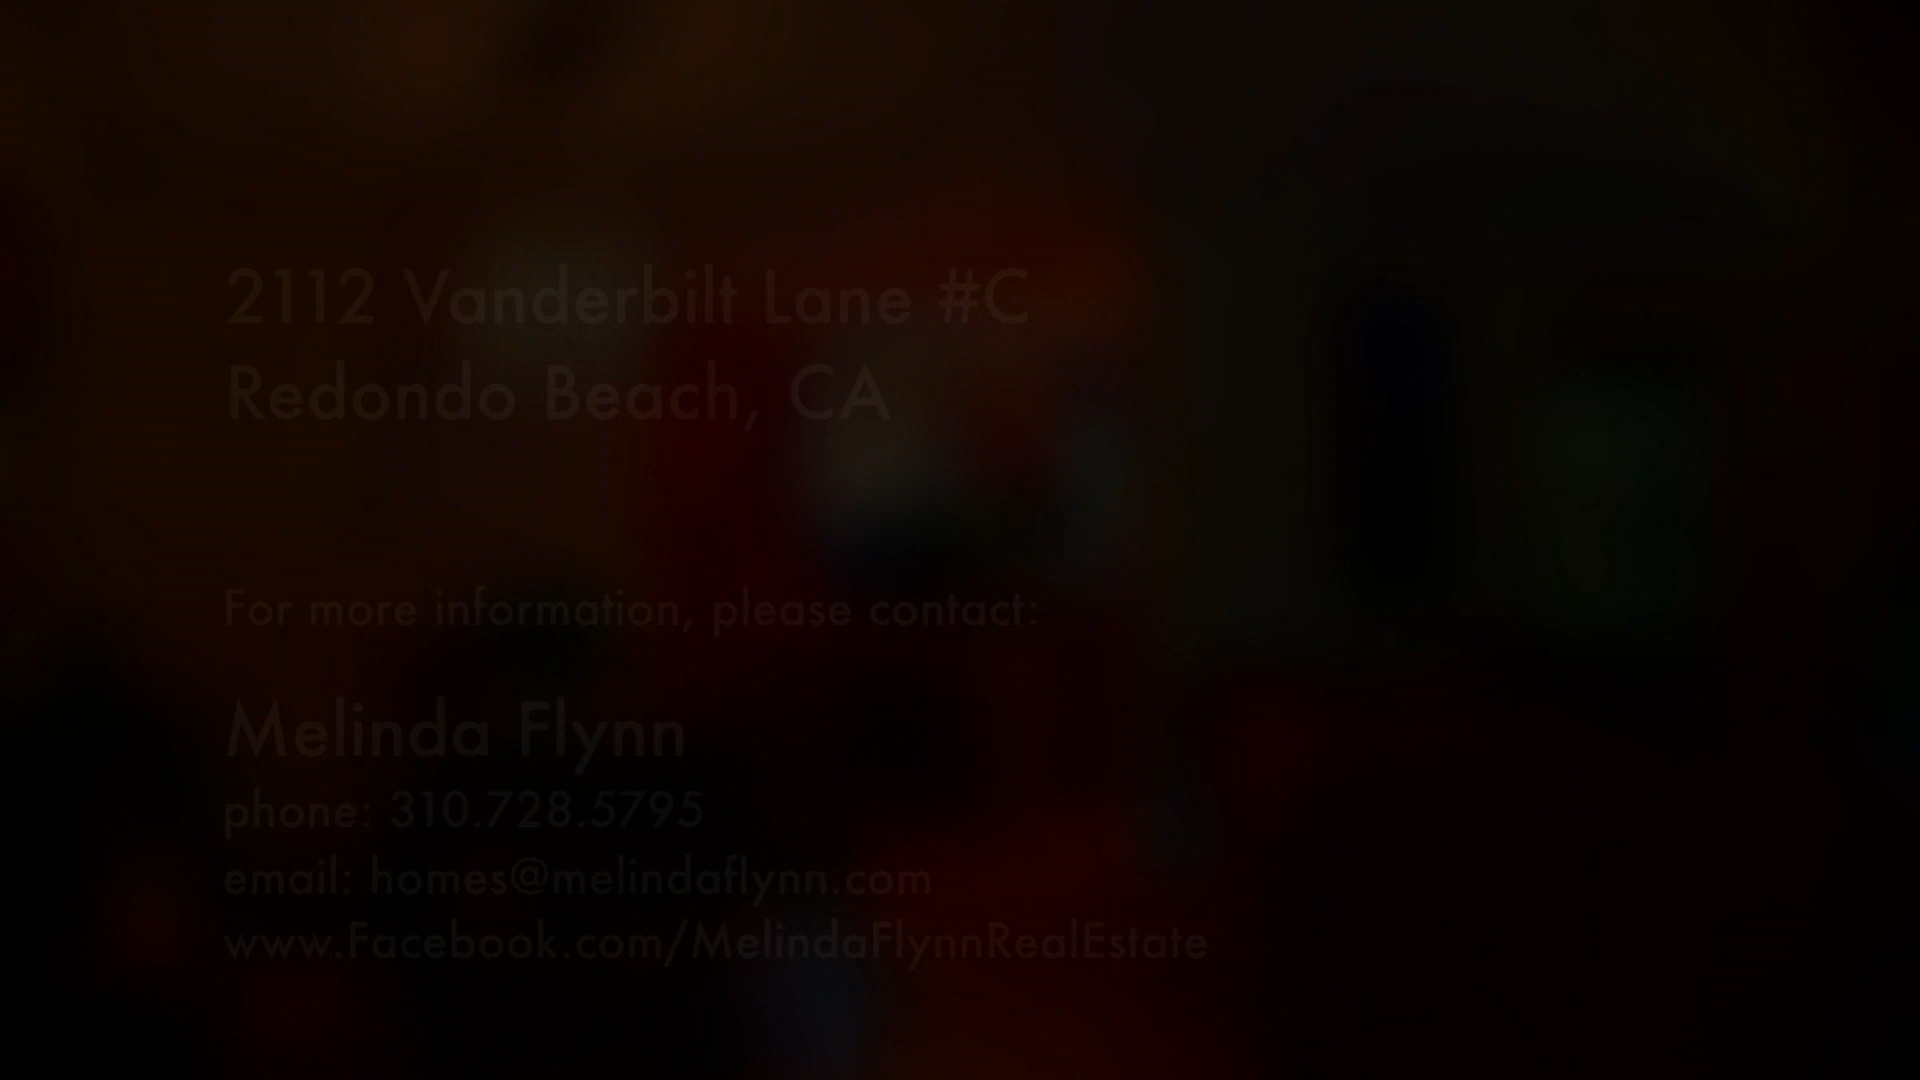 2112 Vanderbilt Lane #C
Redondo Beach, CA
For more information, please contact:
Melinda Flynn
phone: 310.728.5795
email: homes@melindaflynn.com
www.Facebook.com/MelindaFlynnRealEstate